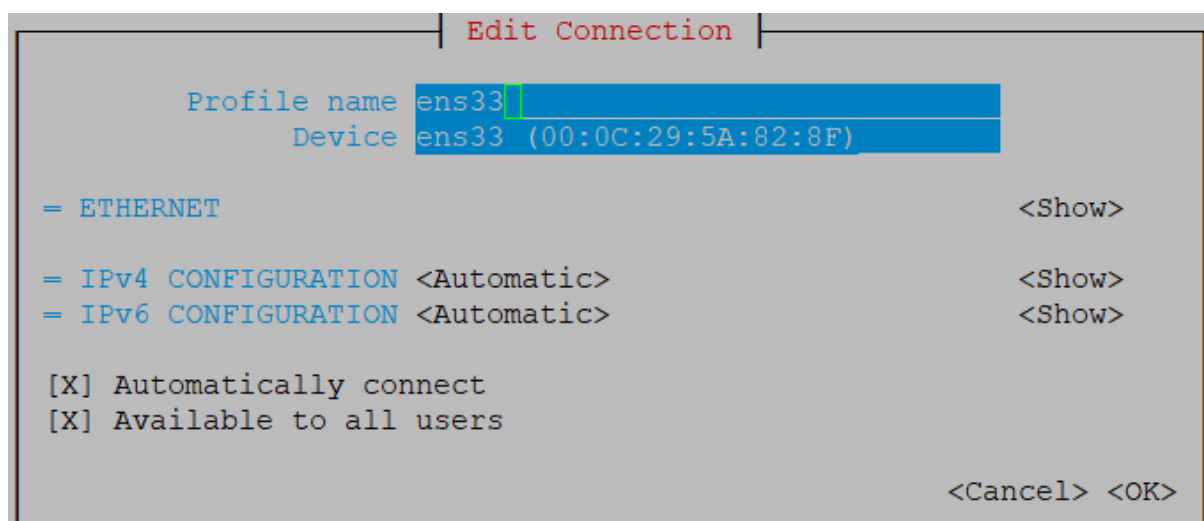 Edit Connection
Profile name ens33
Device ens33 (00:0C:29:5A:82:8F)
= ETHERNET <Show>
= IPv4 CONFIGURATION <Automatic> <Show>
= IPv6 CONFIGURATION <Automatic> <Show>
[X] Automatically connect
[X] Available to all users
<Cancel> <OK>